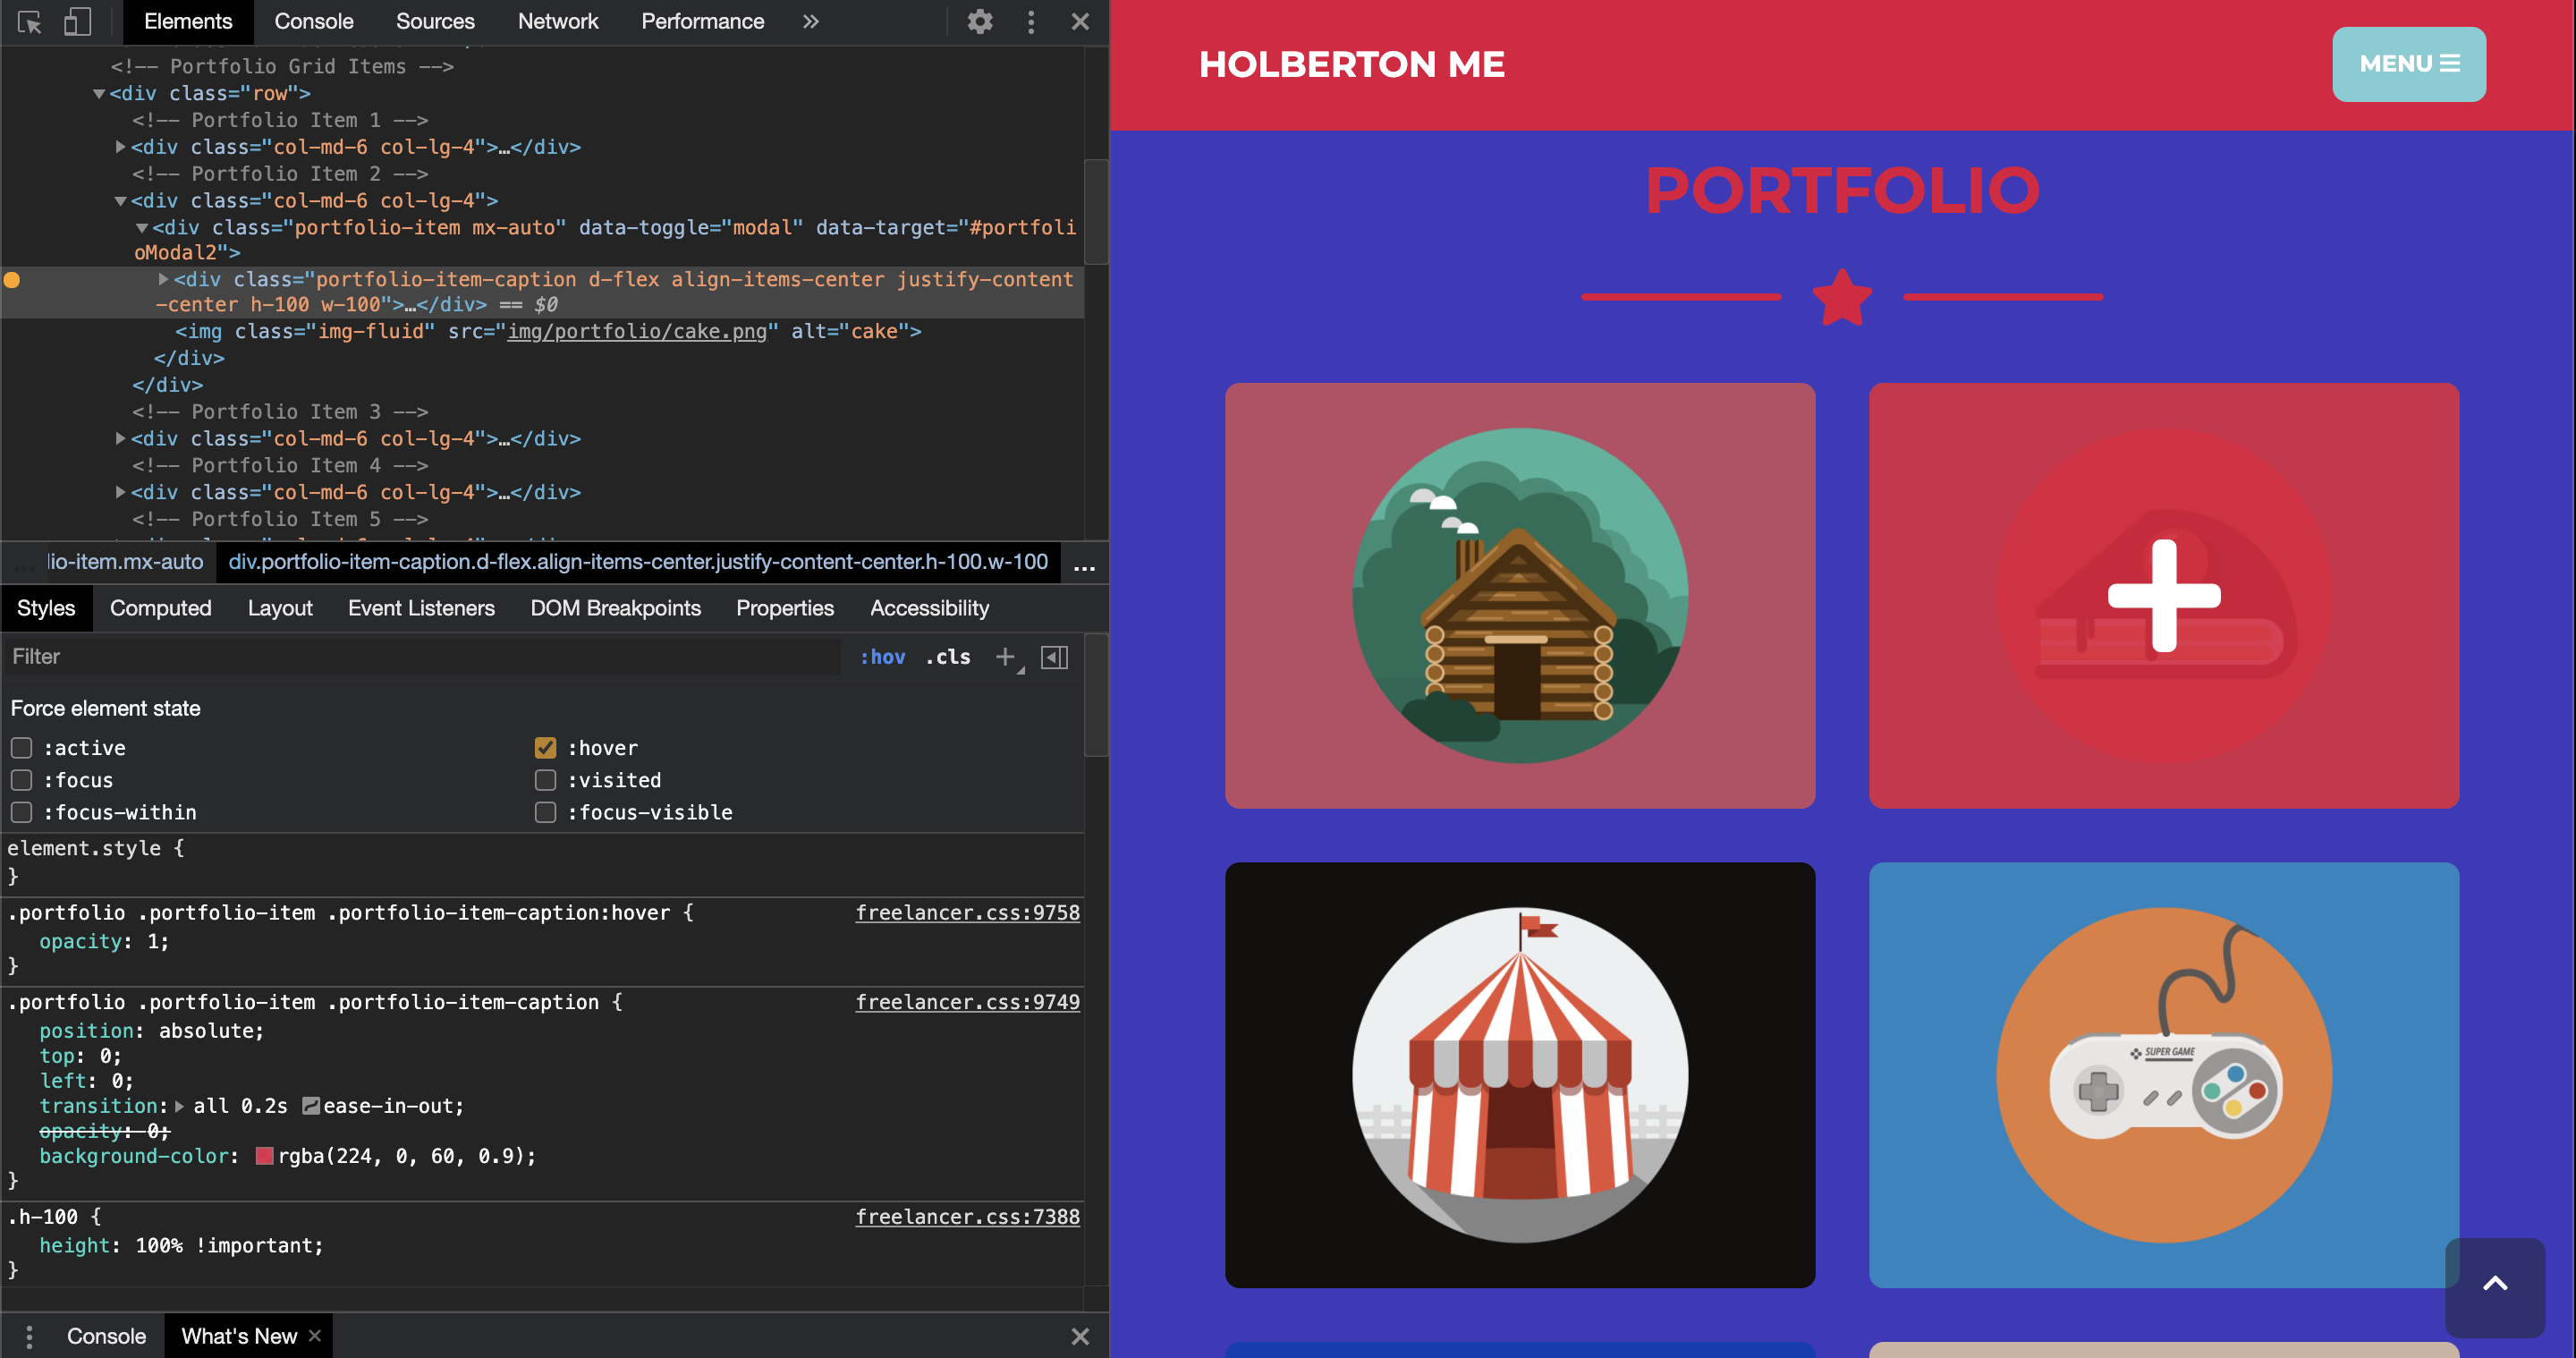 Elements Console Sources Network Performance »
<!-- Portfolio Grid Items -->
<div class="row">
<!-- Portfolio Item 1 -->
<div class="col-md-6 col-lg-4">…</div>
<!-- Portfolio Item 2 -->
<div class="col-md-6 col-lg-4">
<div class="portfolio-item mx-auto" data-toggle="modal" data-target="#portfoli
oModal2">
<div class="portfolio-item-caption d-flex align-items-center justify-content
-center h-100 w-100">…</div> == $0
<img class="img-fluid" src="img/portfolio/cake.png" alt="cake">
</div>
</div>
<!-- Portfolio Item 3 -->
<div class="col-md-6 col-lg-4">…</div>
<!-- Portfolio Item 4 -->
<div class="col-md-6 col-lg-4">…</div>
<!-- Portfolio Item 5 -->
... lio-item.mx-auto div.portfolio-item-caption.d-flex.align-items-center.justify-content-center.h-100.w-100 ...
Styles Computed Layout Event Listeners DOM Breakpoints Properties Accessibility
Filter :hov .cls +
Force element state
:active :hover
:focus :visited
:focus-within :focus-visible
element.style {
}
.portfolio .portfolio-item .portfolio-item-caption:hover { freelancer.css:9758
opacity: 1;
}
.portfolio .portfolio-item .portfolio-item-caption { freelancer.css:9749
position: absolute;
top: 0;
left: 0;
transition: all 0.2s ease-in-out;
opacity: 0;
background-color: rgba(224, 0, 60, 0.9);
}
.h-100 { freelancer.css:7388
height: 100% !important;
}
Console What's New
HOLBERTON ME
MENU
PORTFOLIO
SUPER GAME